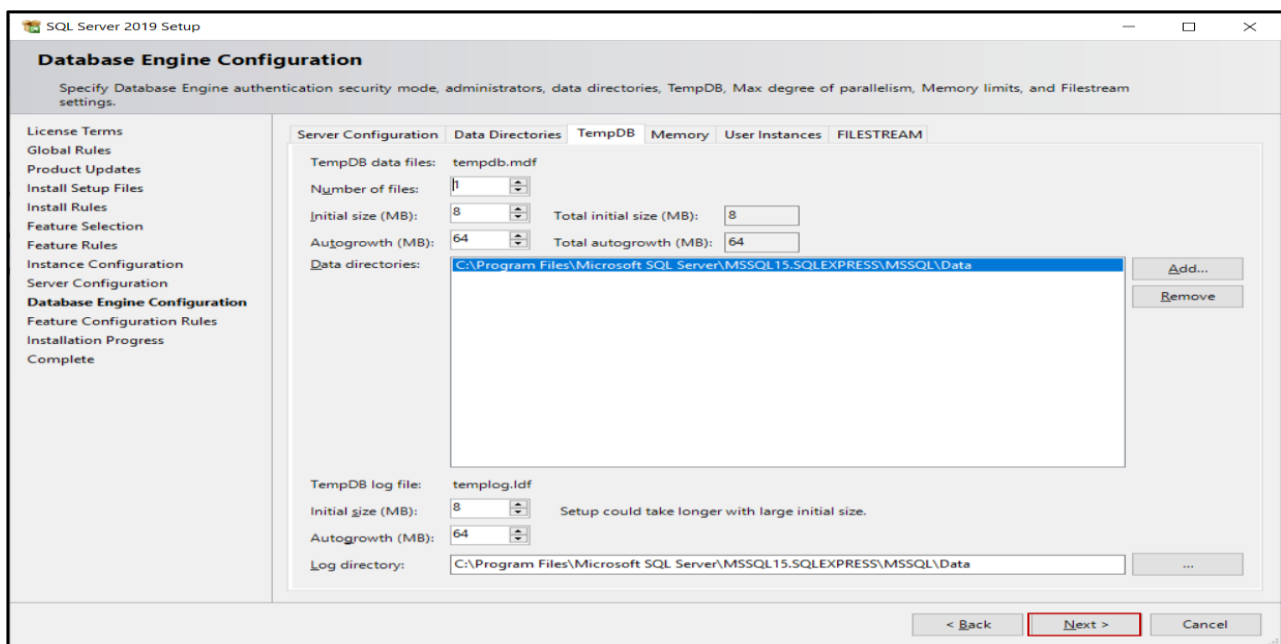 SQL Server 2019 Setup
Database Engine Configuration
Specify Database Engine authentication security mode, administrators, data directories, TempDB, Max degree of parallelism, Memory limits, and Filestream
settings.
License Terms
Global Rules
Product Updates
Install Setup Files
Install Rules
Feature Selection
Feature Rules
Instance Configuration
Server Configuration
Database Engine Configuration
Feature Configuration Rules
Installation Progress
Complete
Server Configuration Data Directories TempDB Memory User Instances FILESTREAM
TempDB data files: tempdb.mdf
Number of files: 1
Initial size (MB): 8 Total initial size (MB): 8
Autogrowth (MB): 64 Total autogrowth (MB): 64
Data directories: C:\Program Files\Microsoft SQL Server\MSSQL15.SQLEXPRESS\MSSQL\Data Add...
Remove
TempDB log file: templog.ldf
Initial size (MB): 8 Setup could take longer with large initial size.
Autogrowth (MB): 64
Log directory: C:\Program Files\Microsoft SQL Server\MSSQL15.SQLEXPRESS\MSSQL\Data ...
< Back Next > Cancel